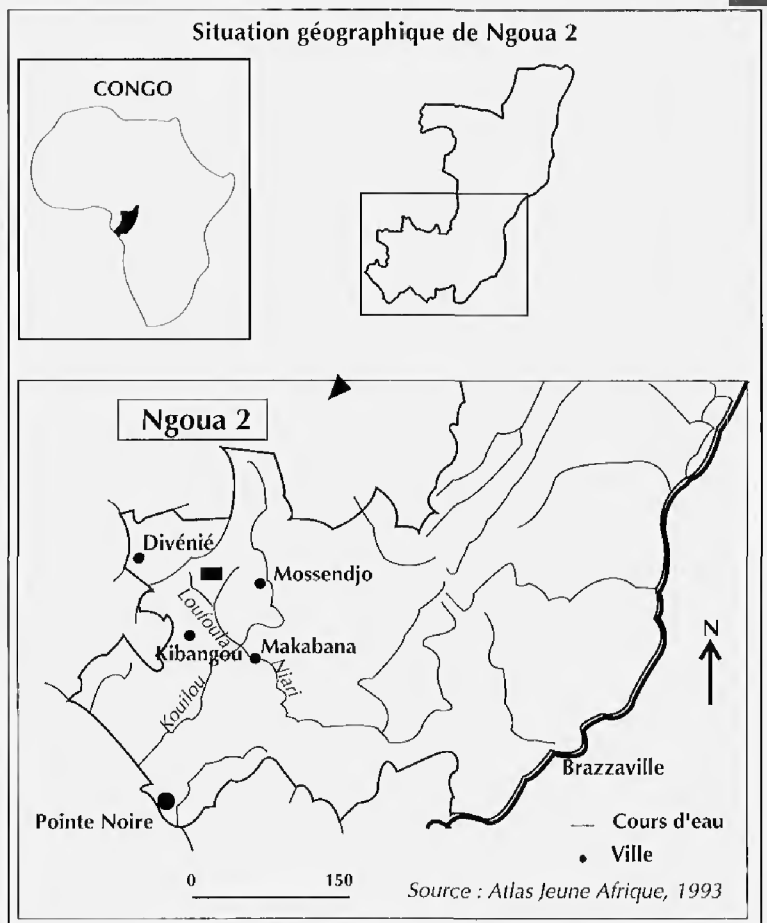 Situation géographique de Ngoua 2
CONGO
Ngoua 2
Divénié
Mossendjo
Loufoula
Kibangou
Makabana
Niari
Kouilou
N
Brazzaville
Pointe Noire
Cours d'eau
Ville
0 150
Source : Atlas Jeune Afrique, 1993